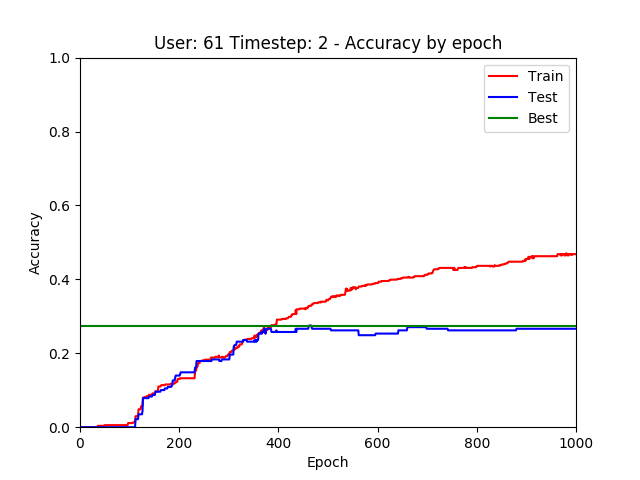 User: 61 Timestep: 2 - Accuracy by epoch
1.0
0.8
0.6
0.4
0.2
0.0
Accuracy
Train
Test
Best
0 200 400 600 800 1000
Epoch